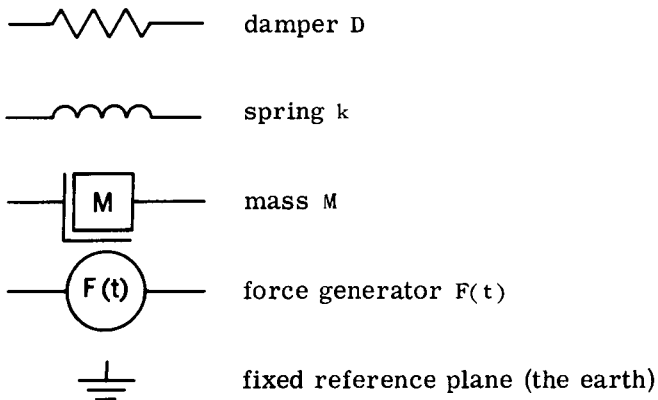 damper D
spring k
M mass M
F(t) force generator F(t)
fixed reference plane (the earth)